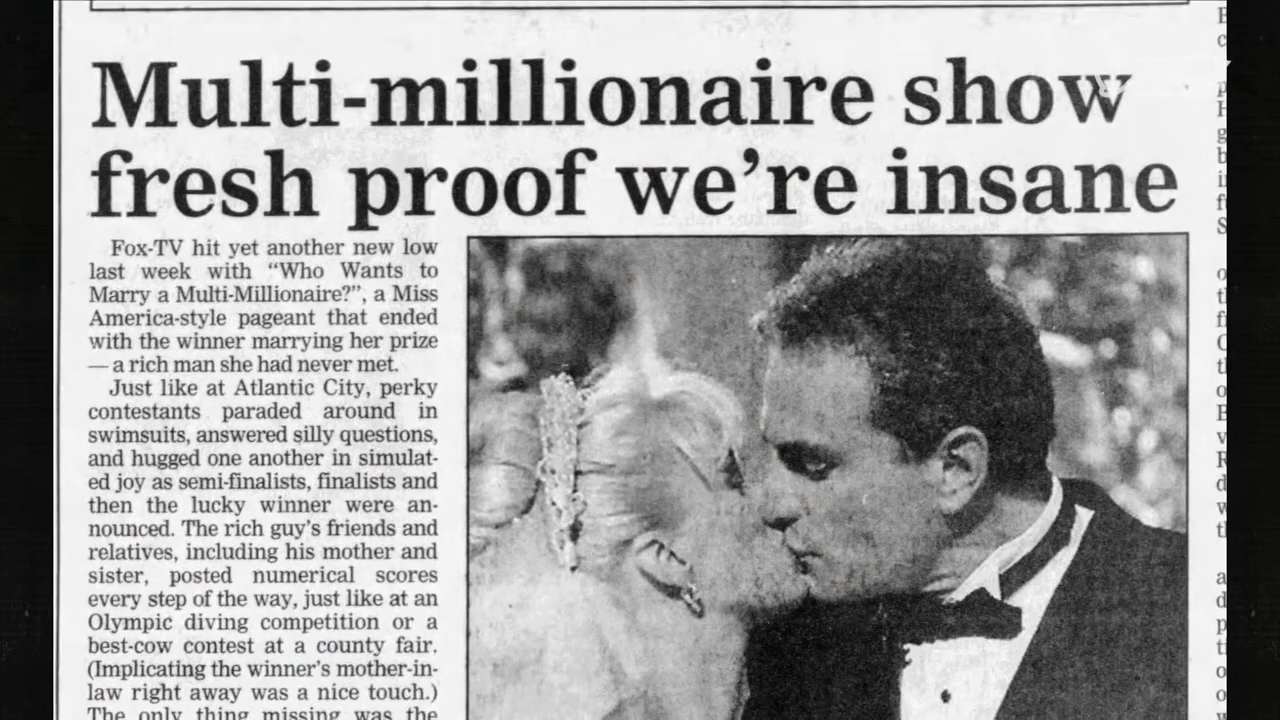 Multi-millionaire show
fresh proof we're insane
Fox-TV hit yet another new low
last week with “Who Wants to
Marry a Multi-Millionaire?”, a Miss
America-style pageant that ended
with the winner marrying her prize
— a rich man she had never met.
Just like at Atlantic City, perky
contestants paraded around in
swimsuits, answered silly questions,
and hugged one another in simulat-
ed joy as semi-finalists, finalists and
then the lucky winner were an-
nounced. The rich guy's friends and
relatives, including his mother and
sister, posted numerical scores
every step of the way, just like at an
Olympic diving competition or a
best-cow contest at a county fair.
(Implicating the winner's mother-in-
law right away was a nice touch.)
The only thing missing was the